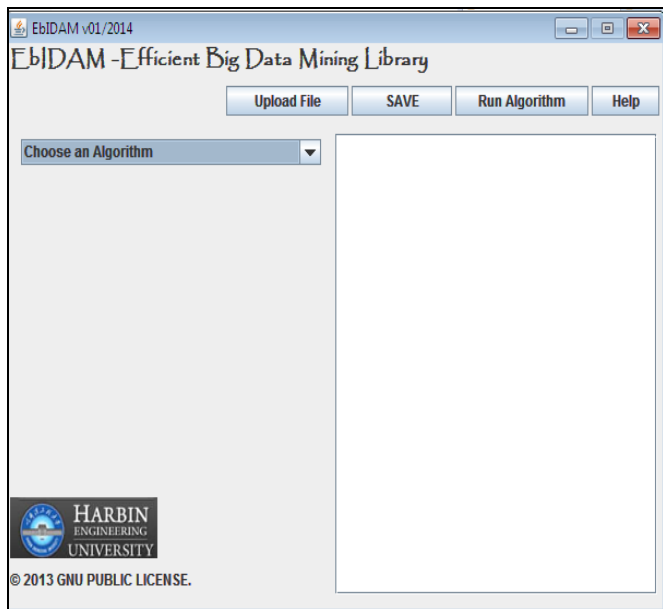 EbIDAM v01/2014
EbIDAM -Efficient Big Data Mining Library
Upload File SAVE Run Algorithm Help
Choose an Algorithm
HARBIN
ENGINEERING
UNIVERSITY
© 2013 GNU PUBLIC LICENSE.